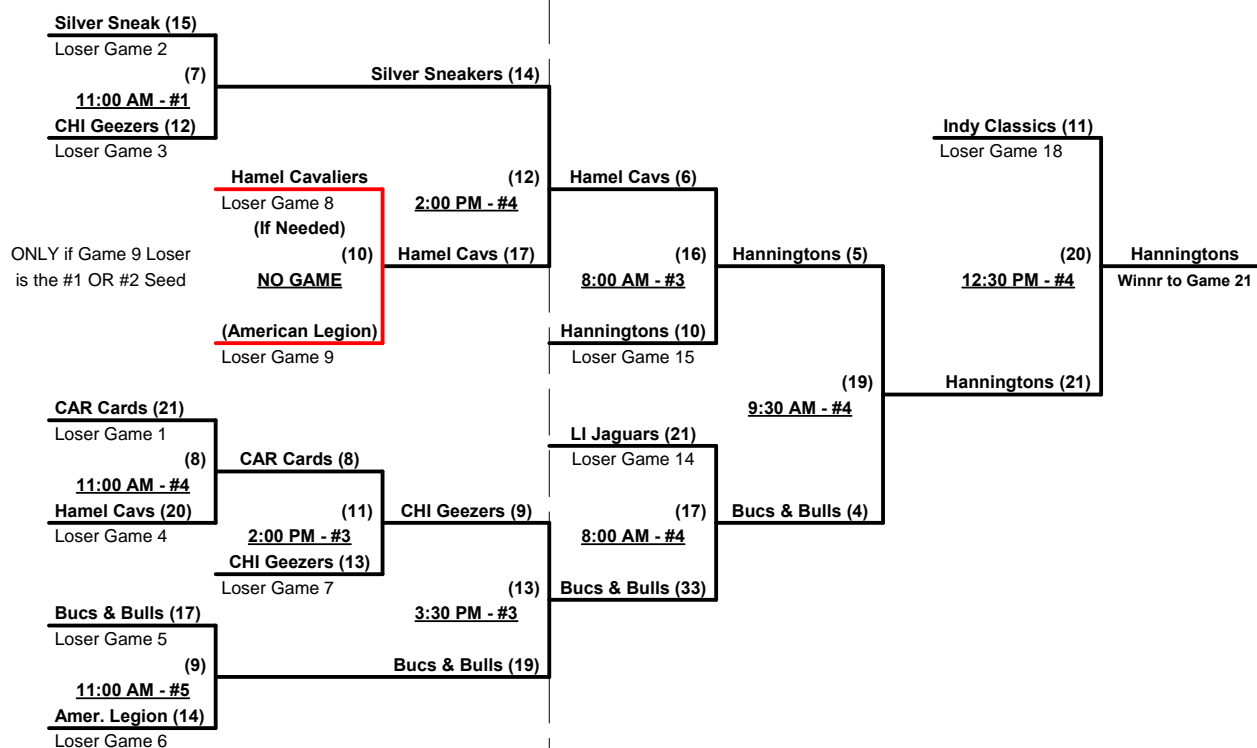 Silver Sneak (15)
Loser Game 2
(7)
11:00 AM - #1
CHI Geezers (12)
Loser Game 3
Silver Sneakers (14)
Hamel Cavaliers
Loser Game 8
(If Needed)
(10)
NO GAME
(American Legion)
Loser Game 9
ONLY if Game 9 Loser
is the #1 OR #2 Seed
(12)
2:00 PM - #4
Hamel Cavs (17)
Hamel Cavs (6)
(16)
8:00 AM - #3
Hanningtons (10)
Loser Game 15
Hanningtons (5)
Indy Classics (11)
Loser Game 18
(20)
12:30 PM - #4
Hanningtons
Winnr to Game 21
(19)
9:30 AM - #4
Hanningtons (21)
CAR Cards (21)
Loser Game 1
(8)
11:00 AM - #4
Hamel Cavs (20)
Loser Game 4
CAR Cards (8)
(11)
2:00 PM - #3
CHI Geezers (13)
Loser Game 7
CHI Geezers (9)
(13)
3:30 PM - #3
LI Jaguars (21)
Loser Game 14
(17)
8:00 AM - #4
Bucs & Bulls (4)
Bucs & Bulls (33)
Bucs & Bulls (17)
Loser Game 5
(9)
11:00 AM - #5
Amer. Legion (14)
Loser Game 6
Bucs & Bulls (19)